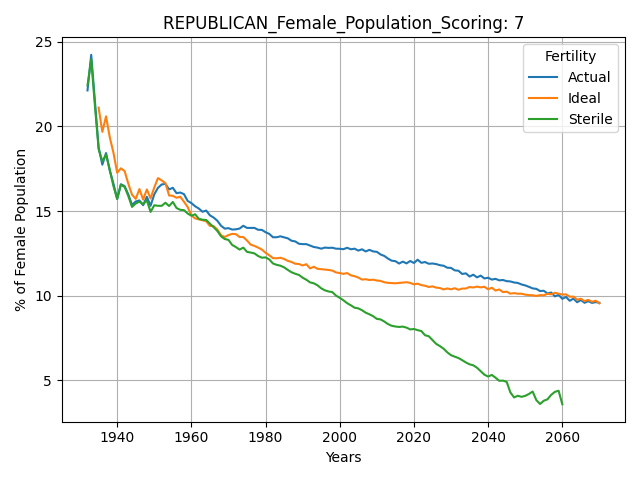 REPUBLICAN_Female_Population_Scoring: 7
Fertility
Actual
Ideal
Sterile
% of Female Population
25
20
15
10
5
1940 1960 1980 2000 2020 2040 2060
Years